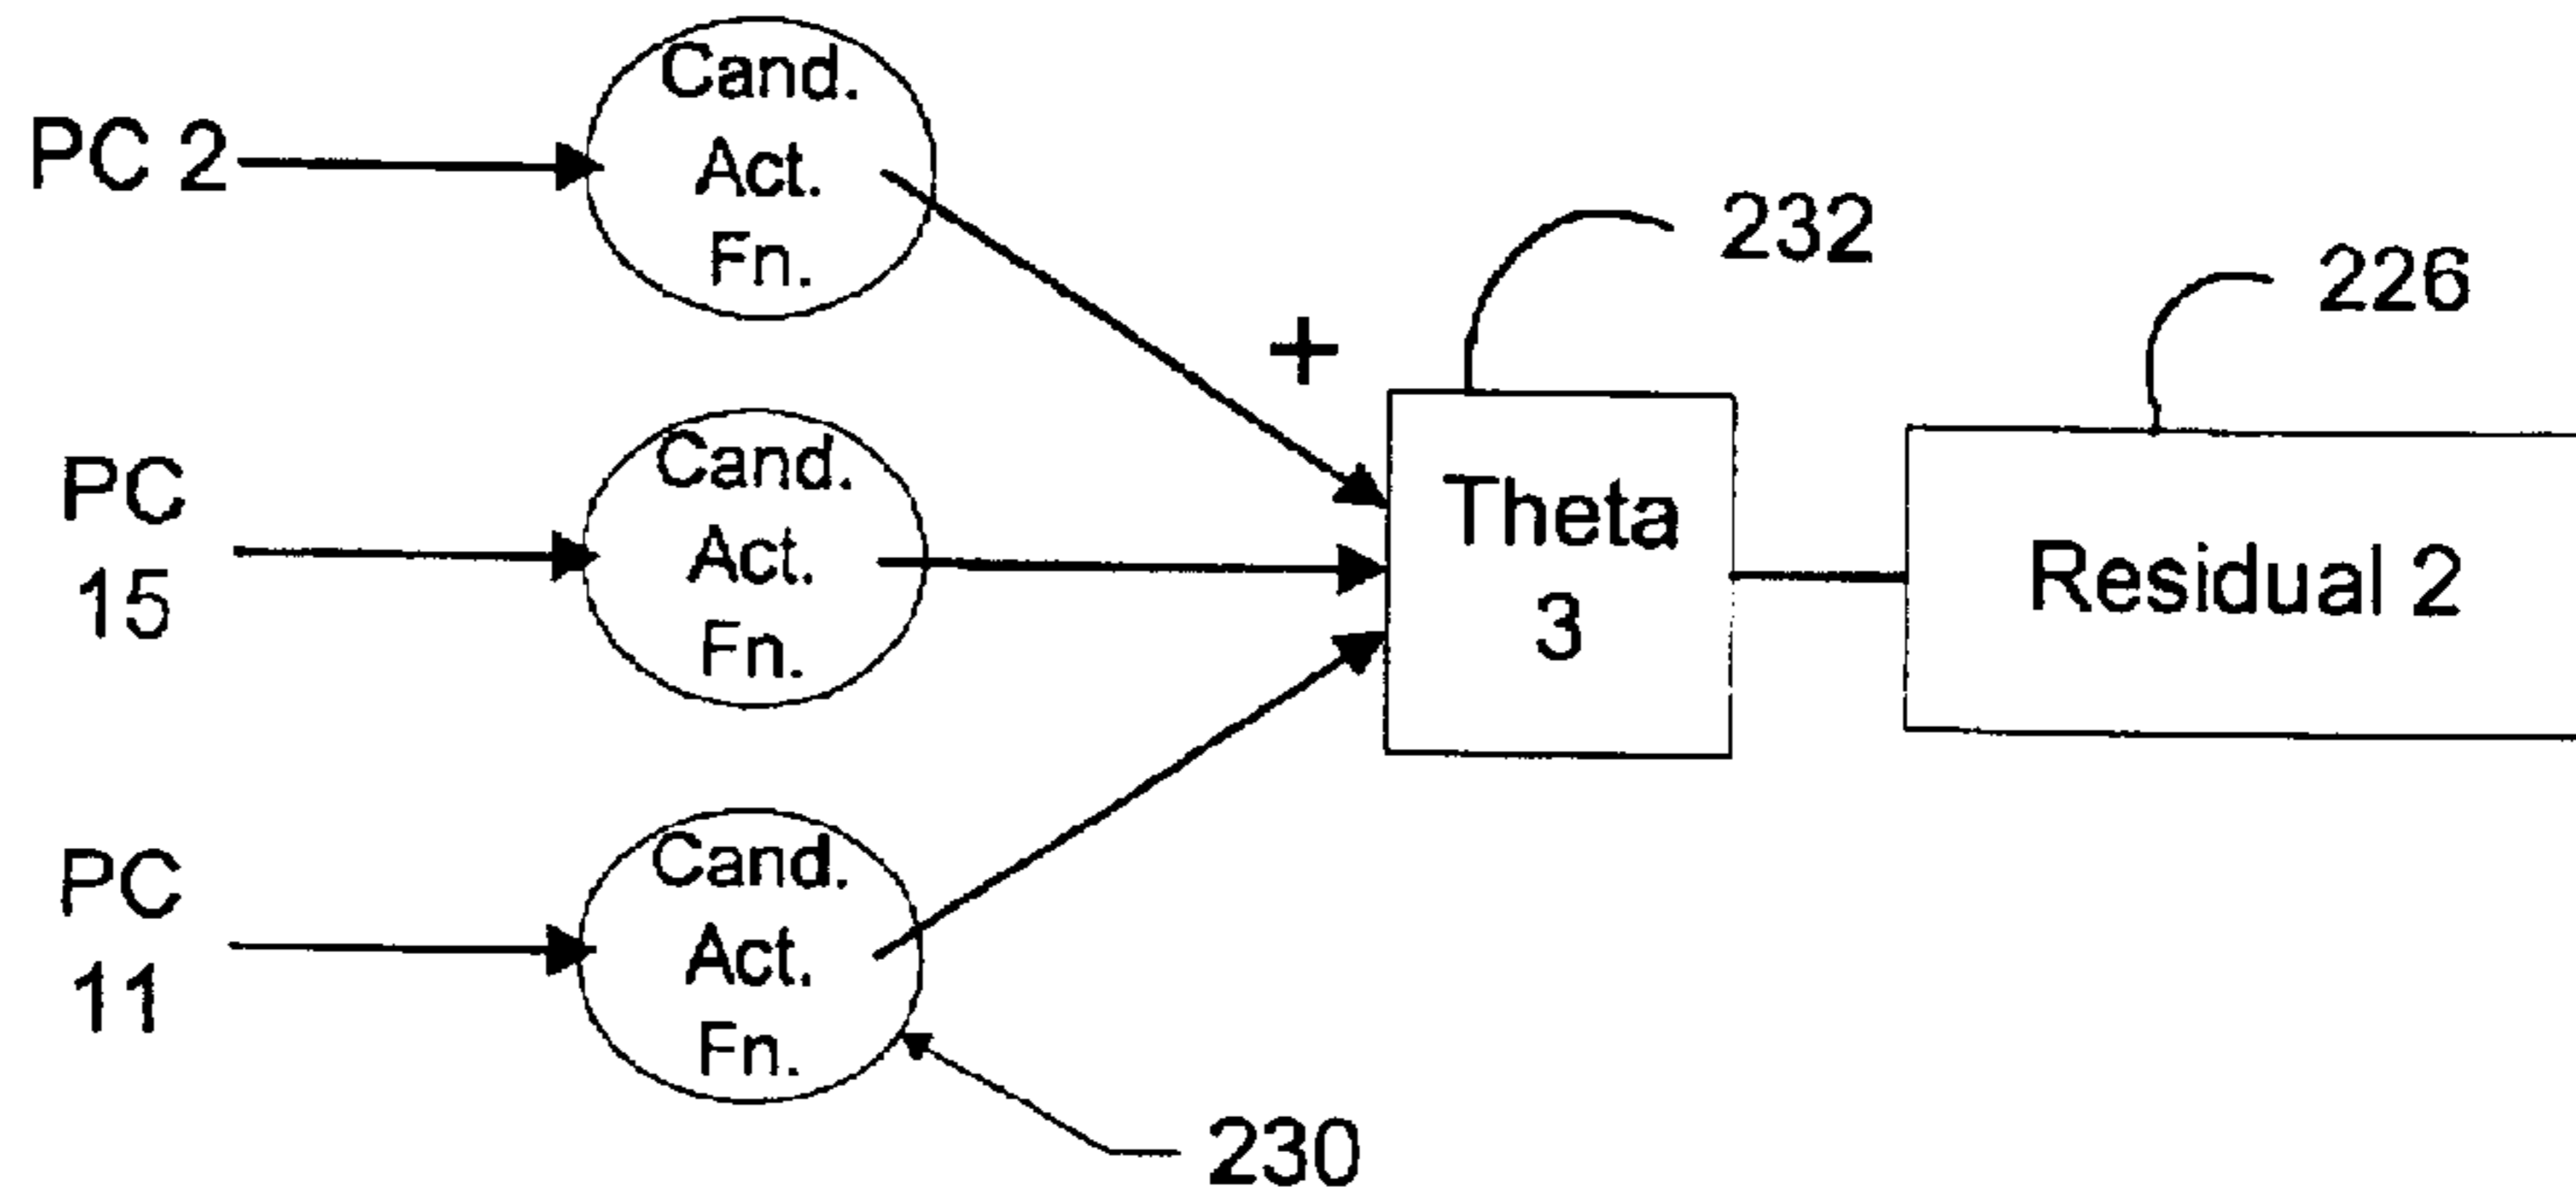 PC 2
Cand.
Act.
Fn.
+
232
226
PC
15
Cand.
Act.
Fn.
Theta
3
Residual 2
PC
11
Cand.
Act.
Fn.
230